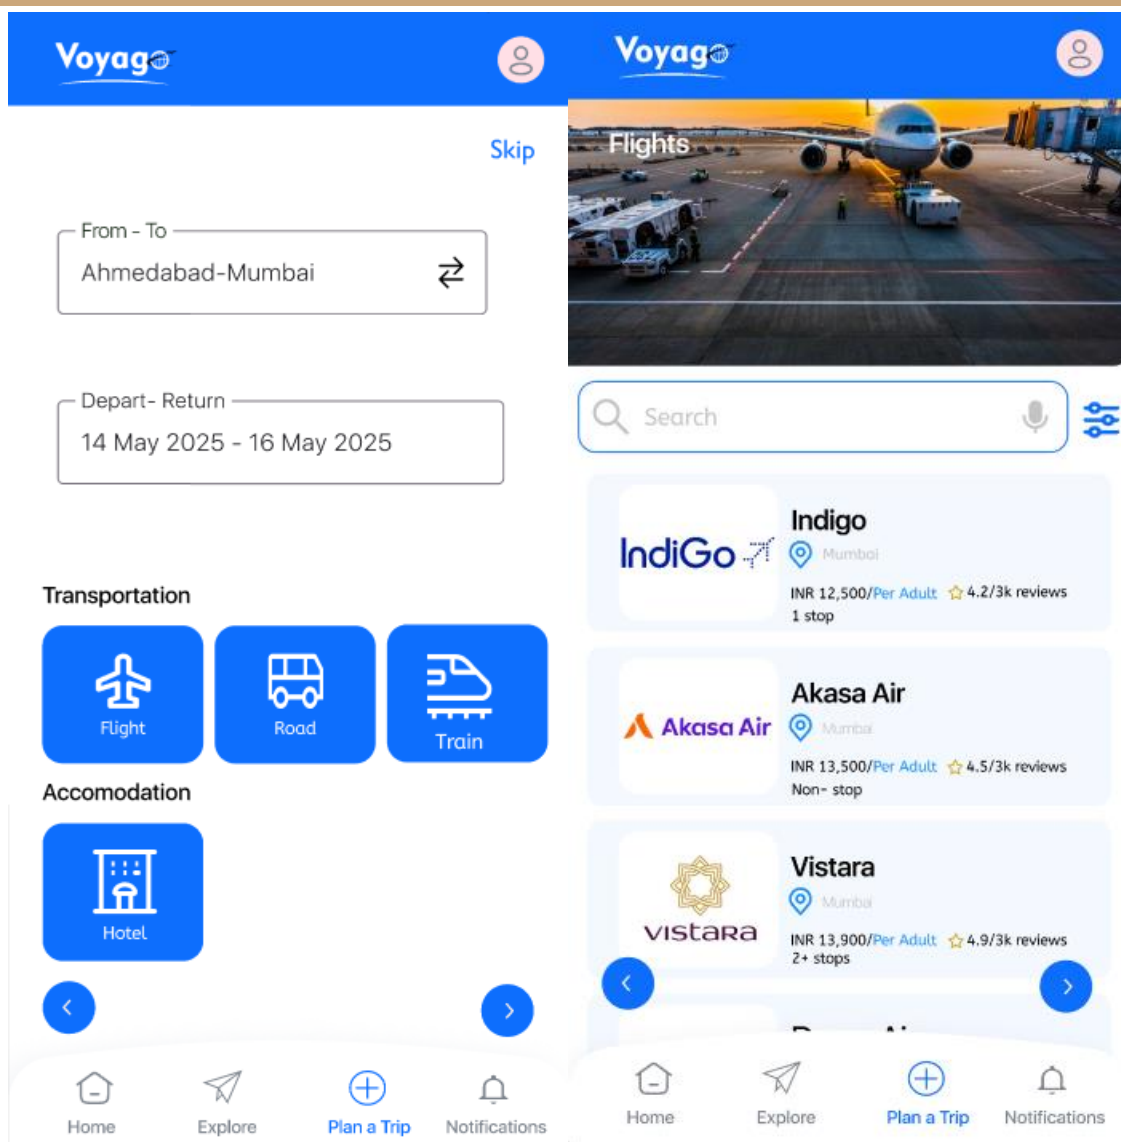 Voyago
Skip
From - To
Ahmedabad-Mumbai
Depart- Return
14 May 2025 - 16 May 2025
Transportation
Flight
Road
Train
Accomodation
Hotel
Home
Explore
Plan a Trip
Notifications
Voyago
Flights
Search
IndiGo
Indigo
Mumbai
INR 12,500/Per Adult 4.2/3k reviews
1 stop
Akasa Air
Akasa Air
Mumbai
INR 13,500/Per Adult 4.5/3k reviews
Non- stop
VISTARA
Vistara
Mumbai
INR 13,900/Per Adult 4.9/3k reviews
2+ stops
Home
Explore
Plan a Trip
Notifications